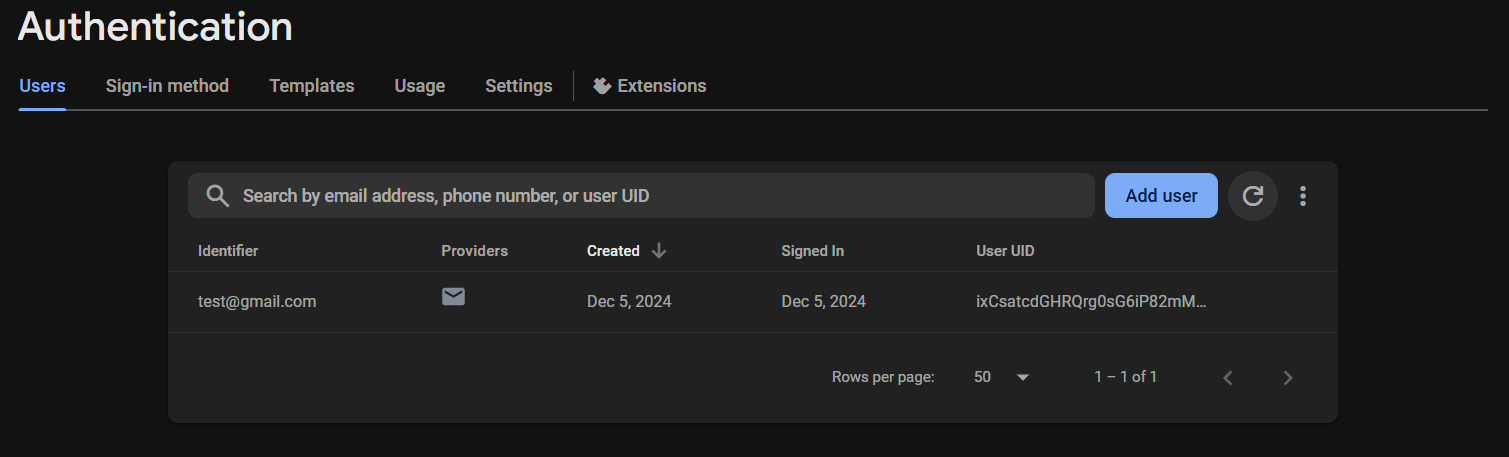 Authentication
Users Sign-in method Templates Usage Settings Extensions
Search by email address, phone number, or user UID Add user
Identifier Providers Created Signed In User UID
test@gmail.com Dec 5, 2024 Dec 5, 2024 ixCsatcdGHRQrg0sG6iP82mM...
Rows per page: 50 1 – 1 of 1